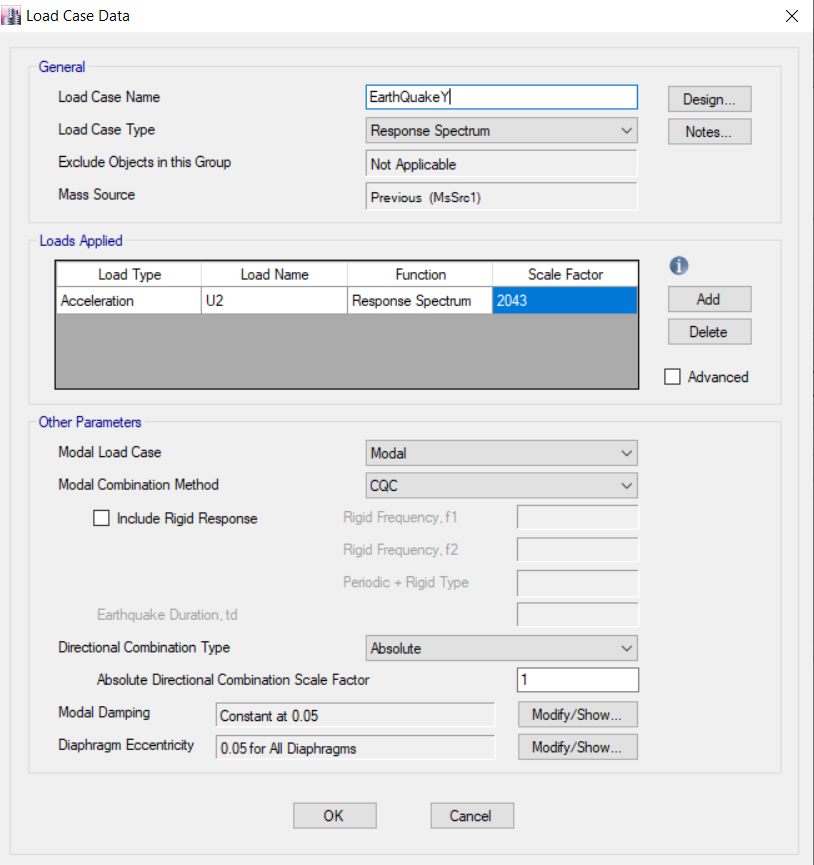 Load Case Data
General
Load Case Name EarthQuakeY Design...
Load Case Type Response Spectrum Notes...
Exclude Objects in this Group Not Applicable
Mass Source Previous (MsSrc1)
Loads Applied
Load Type Load Name Function Scale Factor
Acceleration U2 Response Spectrum 2043
Add
Delete
Advanced
Other Parameters
Modal Load Case Modal
Modal Combination Method CQC
Include Rigid Response Rigid Frequency, f1
Rigid Frequency, f2
Periodic + Rigid Type
Earthquake Duration, td
Directional Combination Type Absolute
Absolute Directional Combination Scale Factor 1
Modal Damping Constant at 0.05 Modify/Show...
Diaphragm Eccentricity 0.05 for All Diaphragms Modify/Show...
OK Cancel